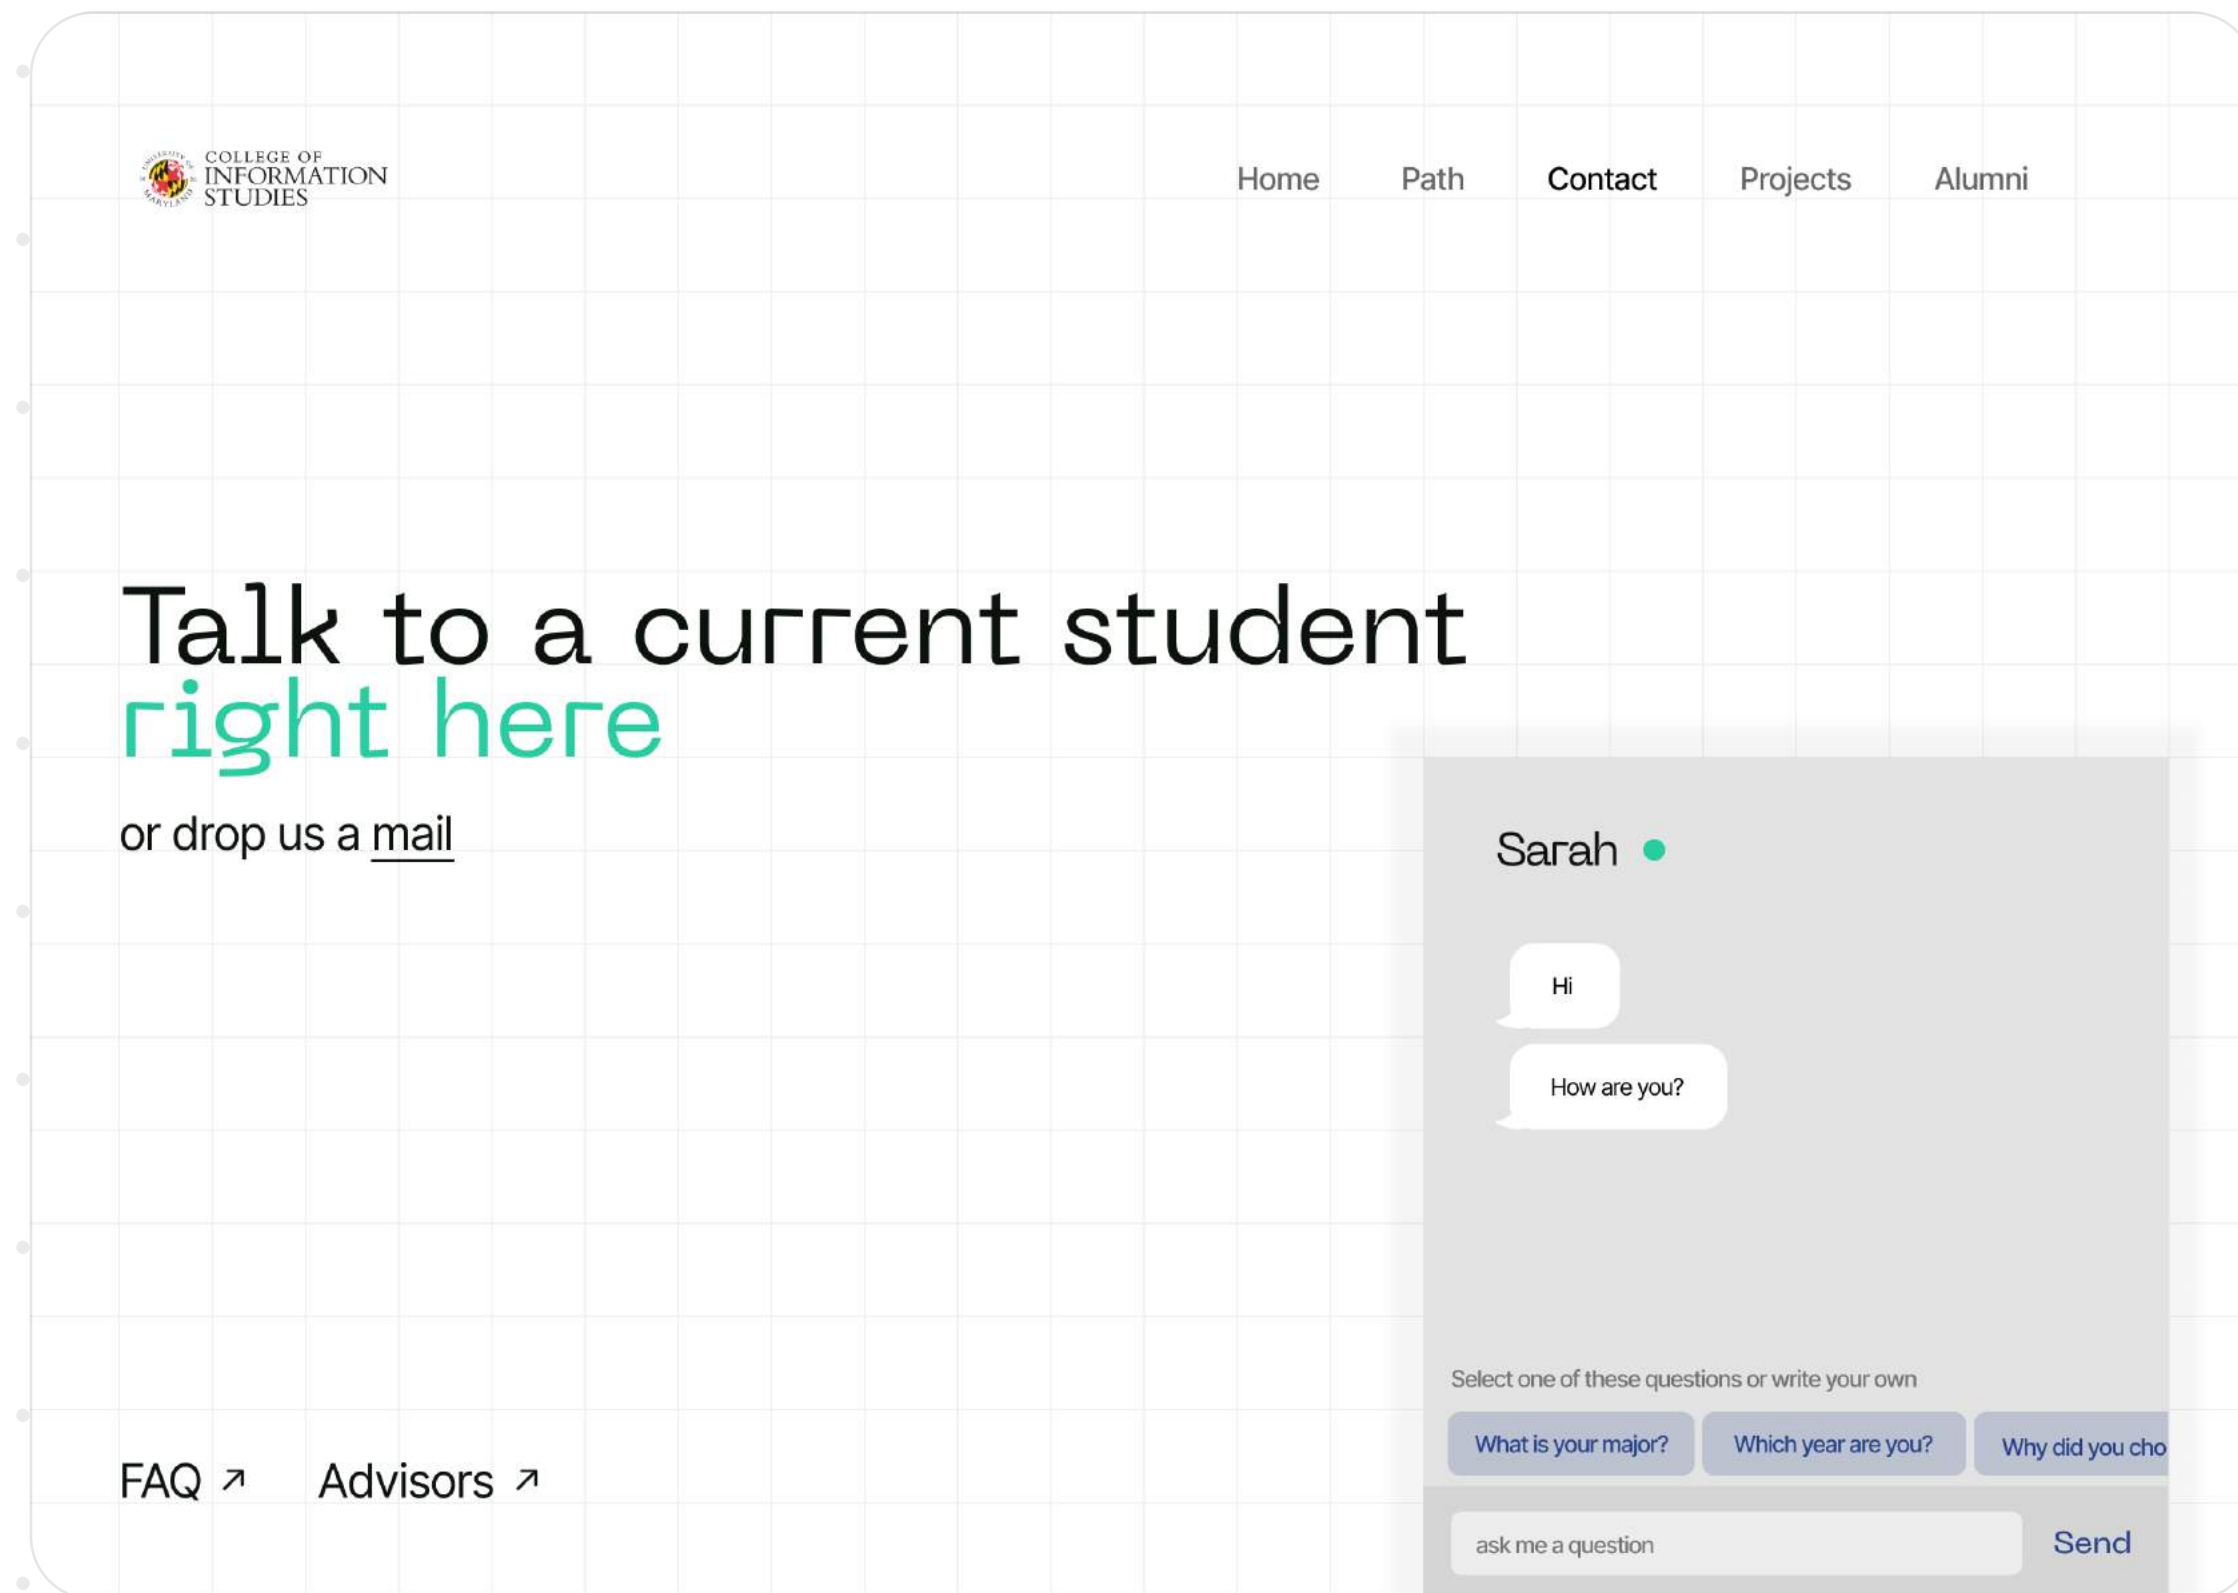 COLLEGE OF
INFORMATION
STUDIES
Home Path Contact Projects Alumni
Talk to a current student
right here
or drop us a mail
Sarah
Hi
How are you?
Select one of these questions or write your own
What is your major? Which year are you? Why did you cho
ask me a question Send
FAQ ↗ Advisors ↗